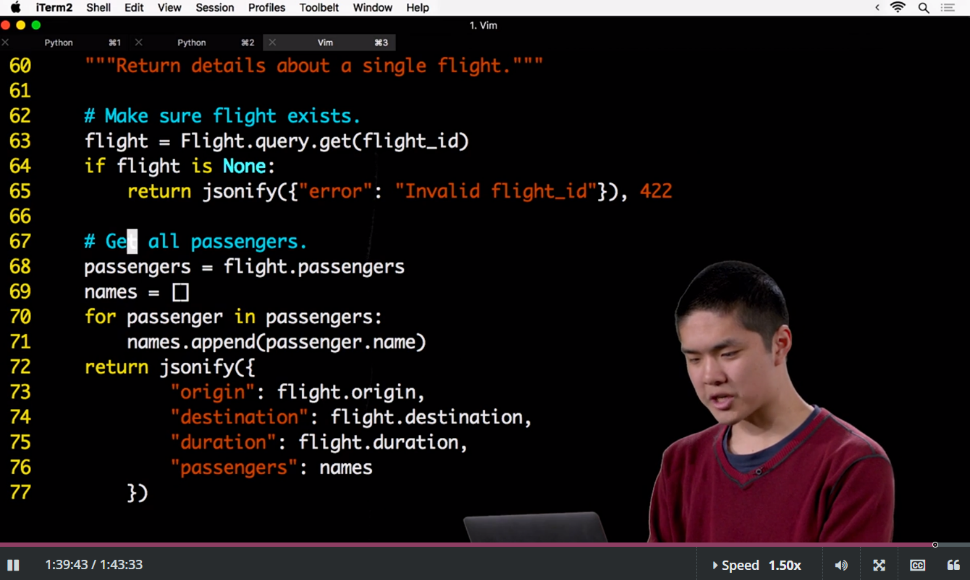 iTerm2 Shell Edit View Session Profiles Toolbelt Window Help
1. Vim
Python ⌘1 Python ⌘2 Vim ⌘3
60 """Return details about a single flight."""
61
62 # Make sure flight exists.
63 flight = Flight.query.get(flight_id)
64 if flight is None:
65 return jsonify({"error": "Invalid flight_id"}), 422
66
67 # Get all passengers.
68 passengers = flight.passengers
69 names = []
70 for passenger in passengers:
71 names.append(passenger.name)
72 return jsonify({
73 "origin": flight.origin,
74 "destination": flight.destination,
75 "duration": flight.duration,
76 "passengers": names
77 })
1:39:43 / 1:43:33 Speed 1.50x CC